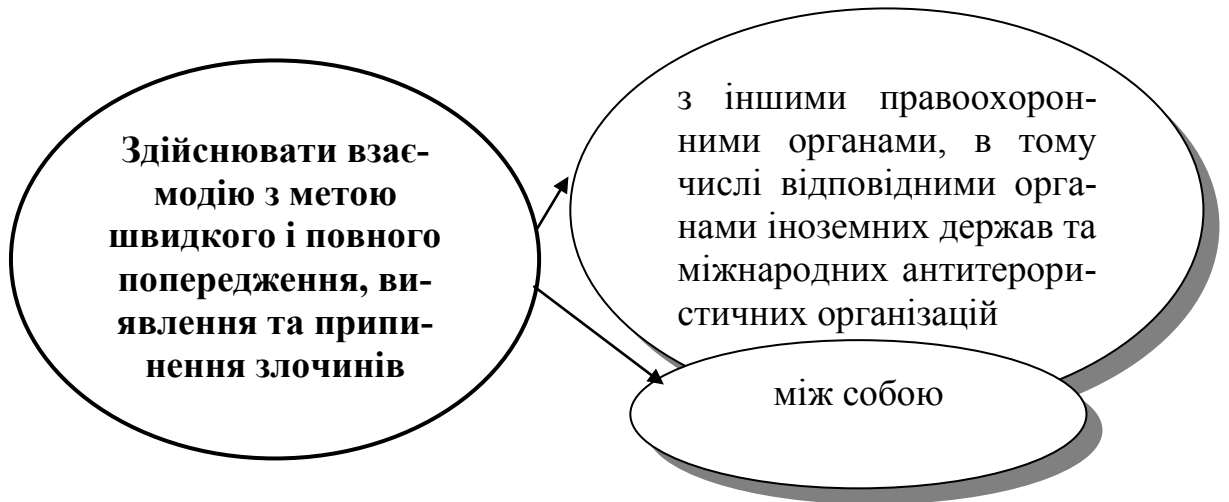 Здійснювати взає-
модію з метою
швидкого і повного
попередження, ви-
явлення та припи-
нення злочинів
з іншими правоохорон-
ними органами, в тому
числі відповідними орга-
нами іноземних держав та
міжнародних антитерори-
стичних організацій
між собою